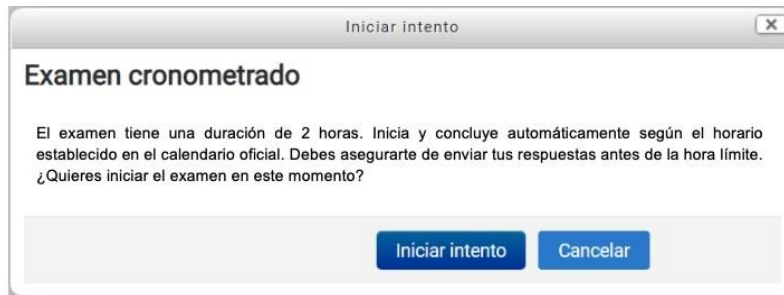 Iniciar intento
Examen cronometrado
El examen tiene una duración de 2 horas. Inicia y concluye automáticamente según el horario
establecido en el calendario oficial. Debes asegurarte de enviar tus respuestas antes de la hora límite.
¿Quieres iniciar el examen en este momento?
Iniciar intento Cancelar